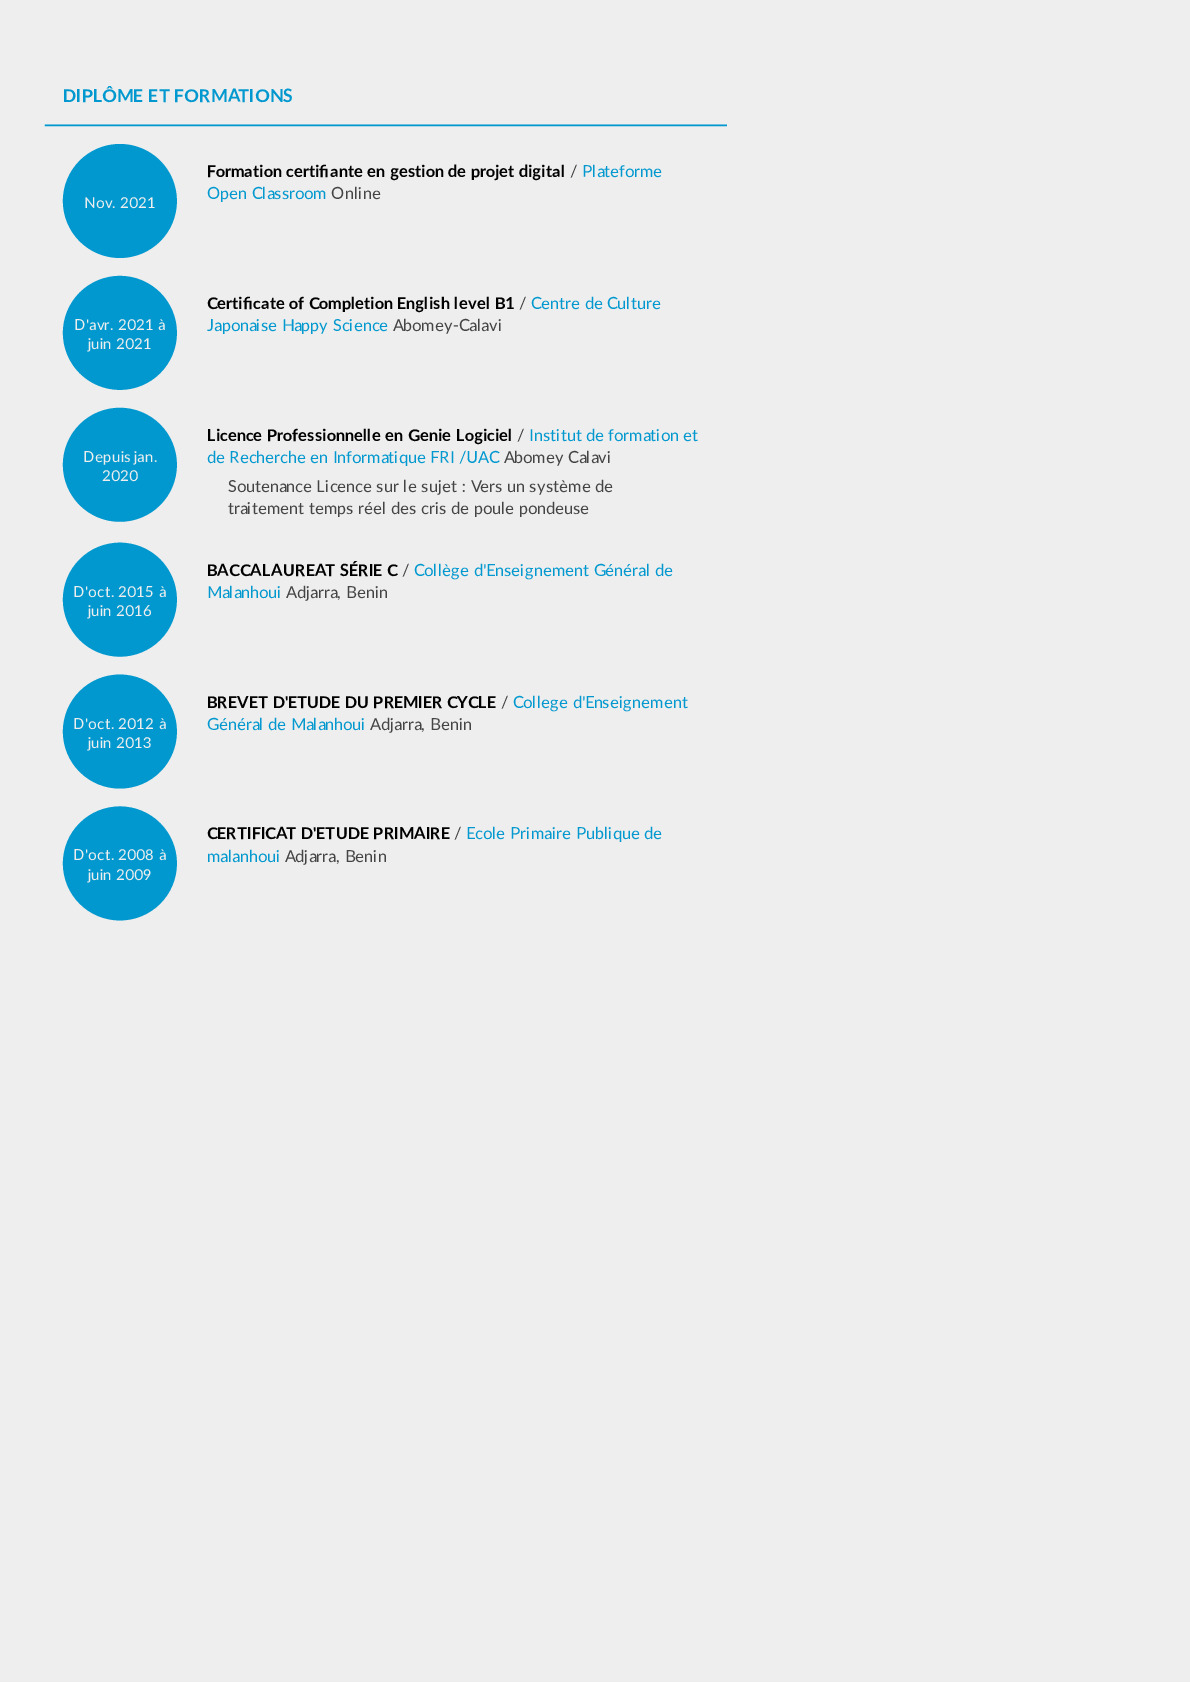 DIPLÔME ET FORMATIONS
Nov. 2021
Formation certifiante en gestion de projet digital / Plateforme
Open Classroom Online
D'avr. 2021 à
juin 2021
Certificate of Completion English level B1 / Centre de Culture
Japonaise Happy Science Abomey-Calavi
Depuis jan.
2020
Licence Professionnelle en Genie Logiciel / Institut de formation et
de Recherche en Informatique FRI /UAC Abomey Calavi
Soutenance Licence sur le sujet : Vers un système de
traitement temps réel des cris de poule pondeuse
D'oct. 2015 à
juin 2016
BACCALAUREAT SÉRIE C / Collège d'Enseignement Général de
Malanhoui Adjarra, Benin
D'oct. 2012 à
juin 2013
BREVET D'ETUDE DU PREMIER CYCLE / College d'Enseignement
Général de Malanhoui Adjarra, Benin
D'oct. 2008 à
juin 2009
CERTIFICAT D'ETUDE PRIMAIRE / Ecole Primaire Publique de
malanhoui Adjarra, Benin